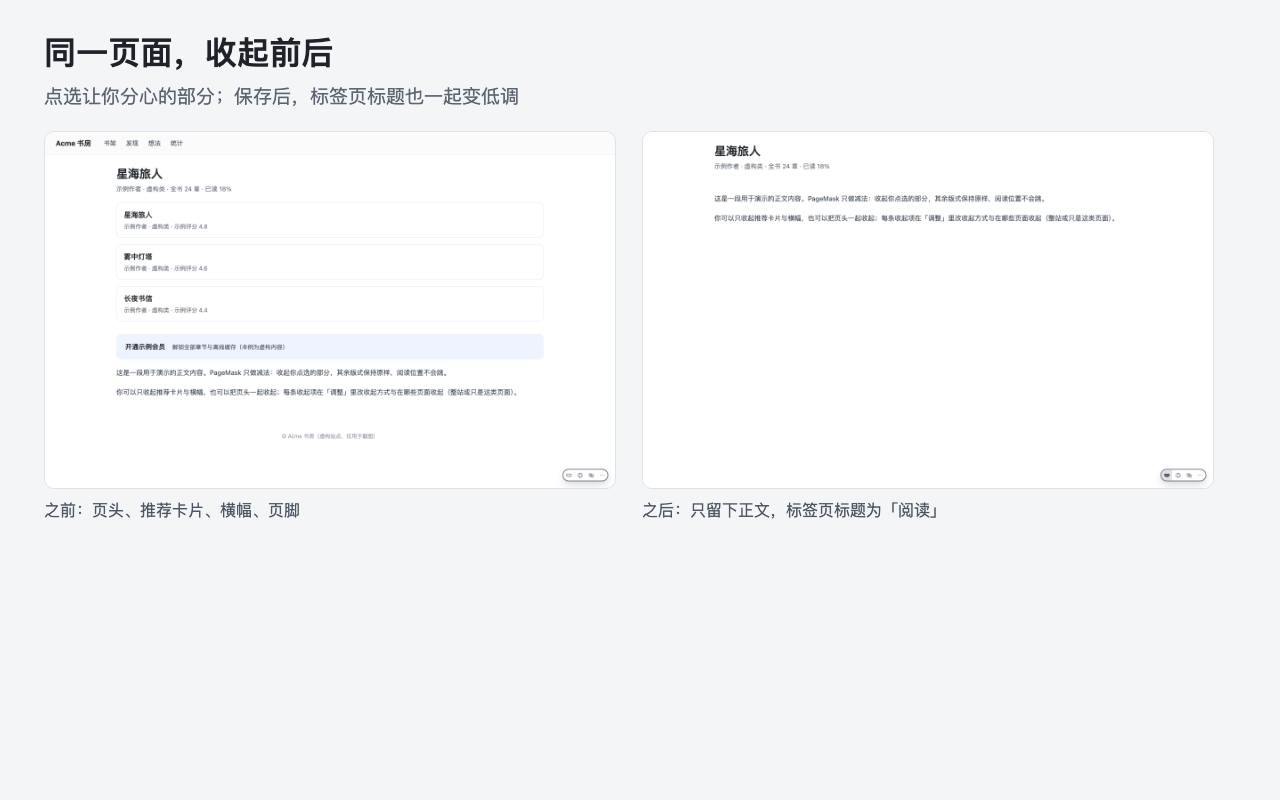 同一页面，收起前后
点选让你分心的部分；保存后，标签页标题也一起变低调
Acme 书房 书架 发现 想法 统计
星海旅人
示例作者 · 虚构类 · 全书 24 章 · 已读 18%
星海旅人
示例作者 · 虚构类 · 示例评分 4.8
雾中灯塔
示例作者 · 虚构类 · 示例评分 4.6
长夜书信
示例作者 · 虚构类 · 示例评分 4.4
开通示例会员 解锁全部章节与离线缓存（本例为虚构内容）
这是一段用于演示的正文内容。PageMask 只做减法：收起你点选的部分，其余版式保持原样，阅读位置不会跳。
你可以只收起推荐卡片与横幅，也可以把页头一起收起；每条收起项在「调整」里改收起方式与在哪些页面收起（整站或只是这类页面）。
© Acme 书房（虚构站点，仅用于截图）
之前：页头、推荐卡片、横幅、页脚
星海旅人
示例作者 · 虚构类 · 全书 24 章 · 已读 18%
这是一段用于演示的正文内容。PageMask 只做减法：收起你点选的部分，其余版式保持原样，阅读位置不会跳。
你可以只收起推荐卡片与横幅，也可以把页头一起收起；每条收起项在「调整」里改收起方式与在哪些页面收起（整站或只是这类页面）。
之后：只留下正文，标签页标题为「阅读」